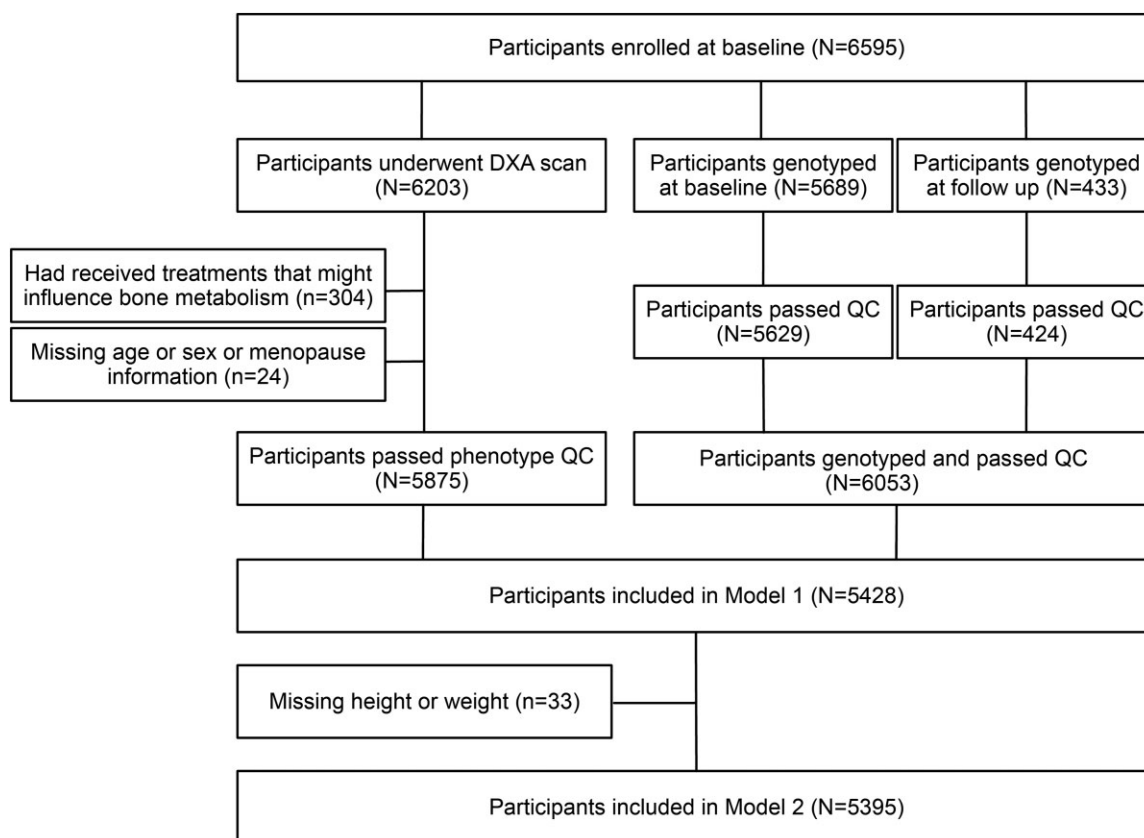 Participants enrolled at baseline (N=6595)
Participants underwent DXA scan
(N=6203)
Participants genotyped
at baseline (N=5689)
Participants genotyped
at follow up (N=433)
Had received treatments that might
influence bone metabolism (n=304)
Missing age or sex or menopause
information (n=24)
Participants passed QC
(N=5629)
Participants passed QC
(N=424)
Participants passed phenotype QC
(N=5875)
Participants genotyped and passed QC
(N=6053)
Participants included in Model 1 (N=5428)
Missing height or weight (n=33)
Participants included in Model 2 (N=5395)